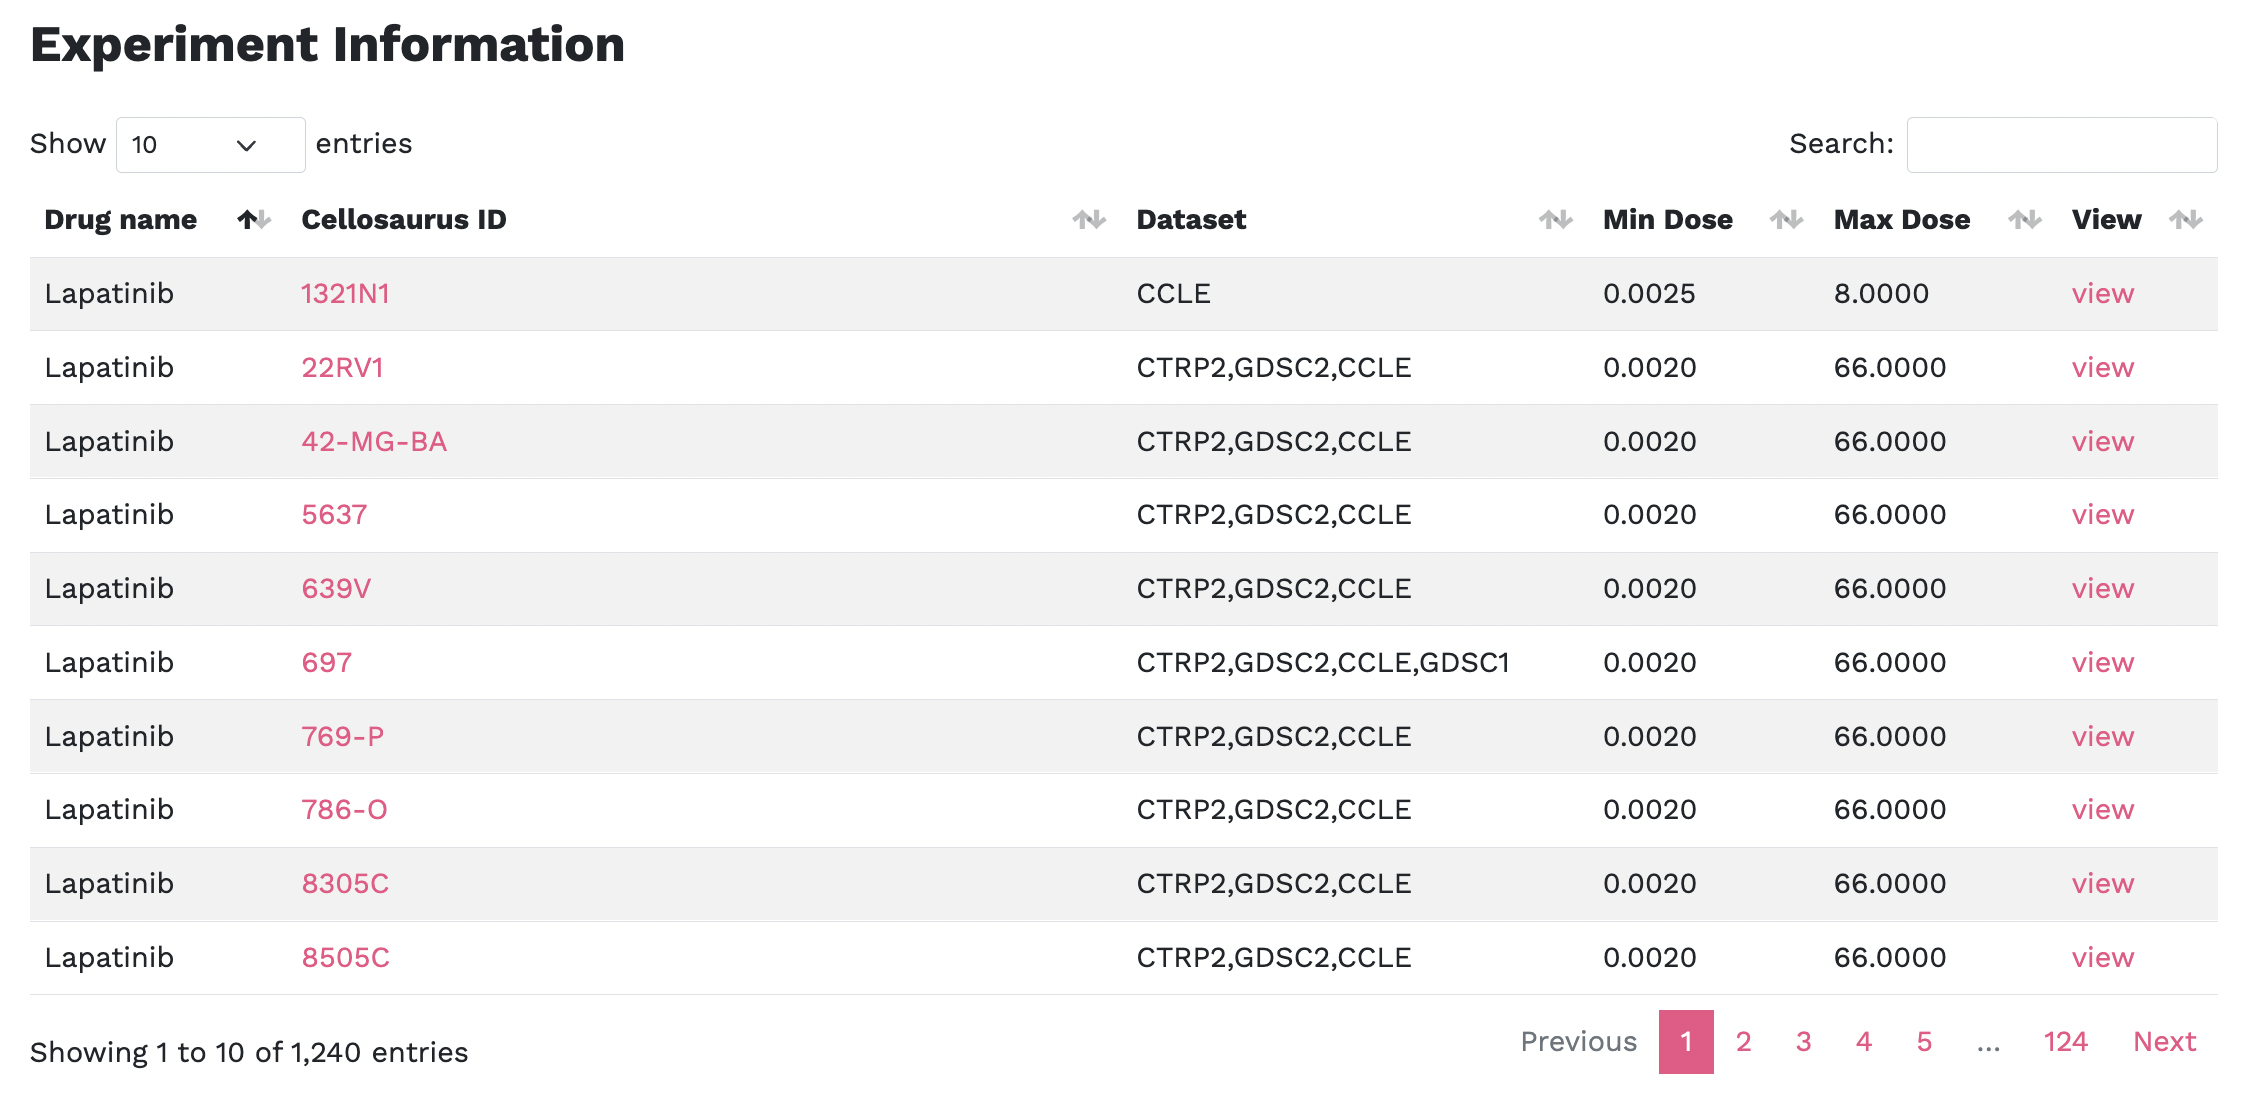 Experiment Information
Show 10 entries Search:
Drug name Cellosaurus ID Dataset Min Dose Max Dose View
Lapatinib 1321N1 CCLE 0.0025 8.0000 view
Lapatinib 22RV1 CTRP2,GDSC2,CCLE 0.0020 66.0000 view
Lapatinib 42-MG-BA CTRP2,GDSC2,CCLE 0.0020 66.0000 view
Lapatinib 5637 CTRP2,GDSC2,CCLE 0.0020 66.0000 view
Lapatinib 639V CTRP2,GDSC2,CCLE 0.0020 66.0000 view
Lapatinib 697 CTRP2,GDSC2,CCLE,GDSC1 0.0020 66.0000 view
Lapatinib 769-P CTRP2,GDSC2,CCLE 0.0020 66.0000 view
Lapatinib 786-O CTRP2,GDSC2,CCLE 0.0020 66.0000 view
Lapatinib 8305C CTRP2,GDSC2,CCLE 0.0020 66.0000 view
Lapatinib 8505C CTRP2,GDSC2,CCLE 0.0020 66.0000 view
Showing 1 to 10 of 1,240 entries Previous 1 2 3 4 5 ... 124 Next